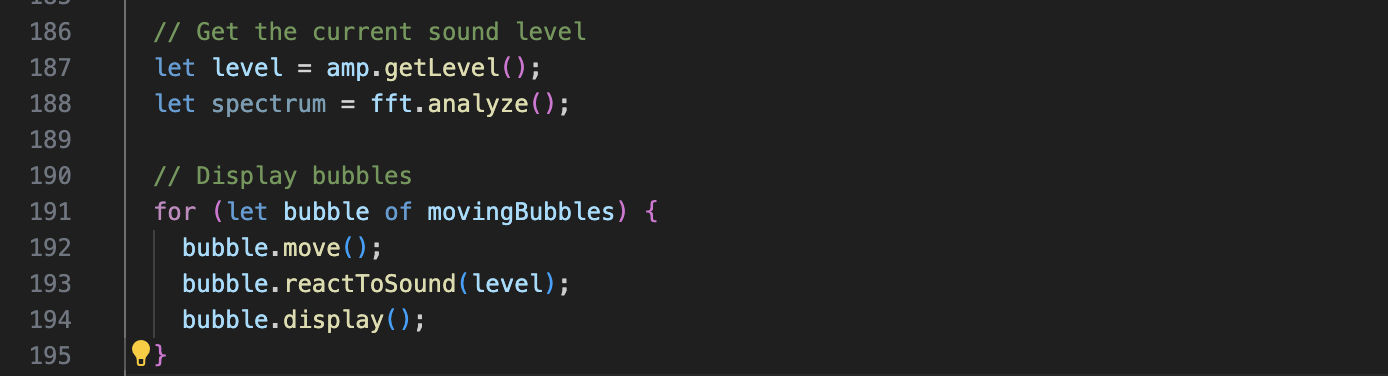 186 // Get the current sound level
187 let level = amp.getLevel();
188 let spectrum = fft.analyze();
189
190 // Display bubbles
191 for (let bubble of movingBubbles) {
192 bubble.move();
193 bubble.reactToSound(level);
194 bubble.display();
195 }